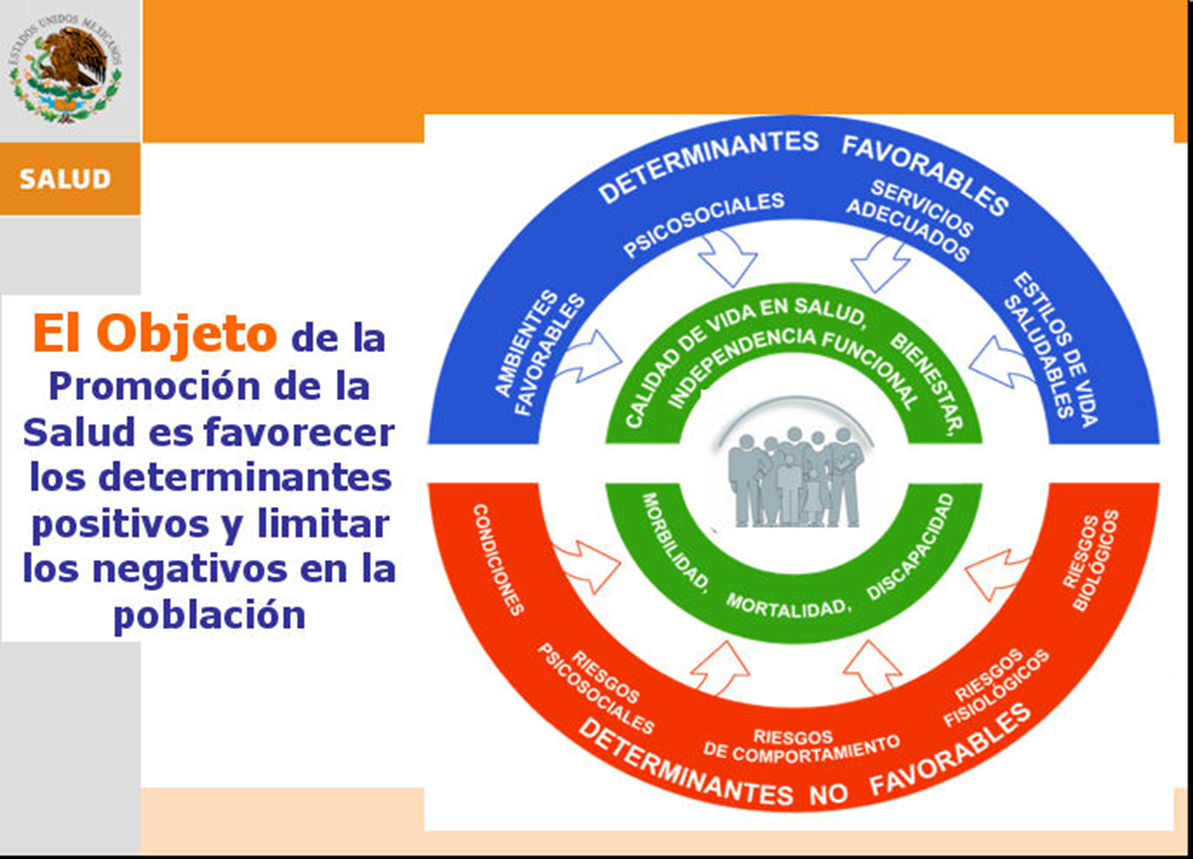 ESTADOS UNIDOS MEXICANOS
SALUD
El Objeto de la
Promoción de la
Salud es favorecer
los determinantes
positivos y limitar
los negativos en la
población
DETERMINANTES FAVORABLES
AMBIENTES
FAVORABLES
PSICOSOCIALES
SERVICIOS
ADECUADOS
ESTILOS DE VIDA
SALUDABLES
CALIDAD DE VIDA EN SALUD, BIENESTAR,
INDEPENDENCIA FUNCIONAL
MORBILIDAD, MORTALIDAD, DISCAPACIDAD
CONDICIONES
RIESGOS
PSICOSOCIALES
RIESGOS
DE COMPORTAMIENTO
RIESGOS
FISIOLÓGICOS
RIESGOS
BIOLÓGICOS
DETERMINANTES NO FAVORABLES